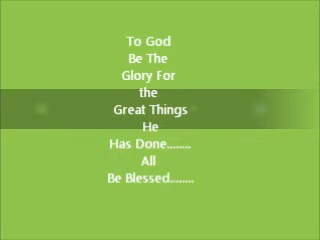 To God
Be The
Glory For
the
Great Things
He
Has Done........
All
Be Blessed........